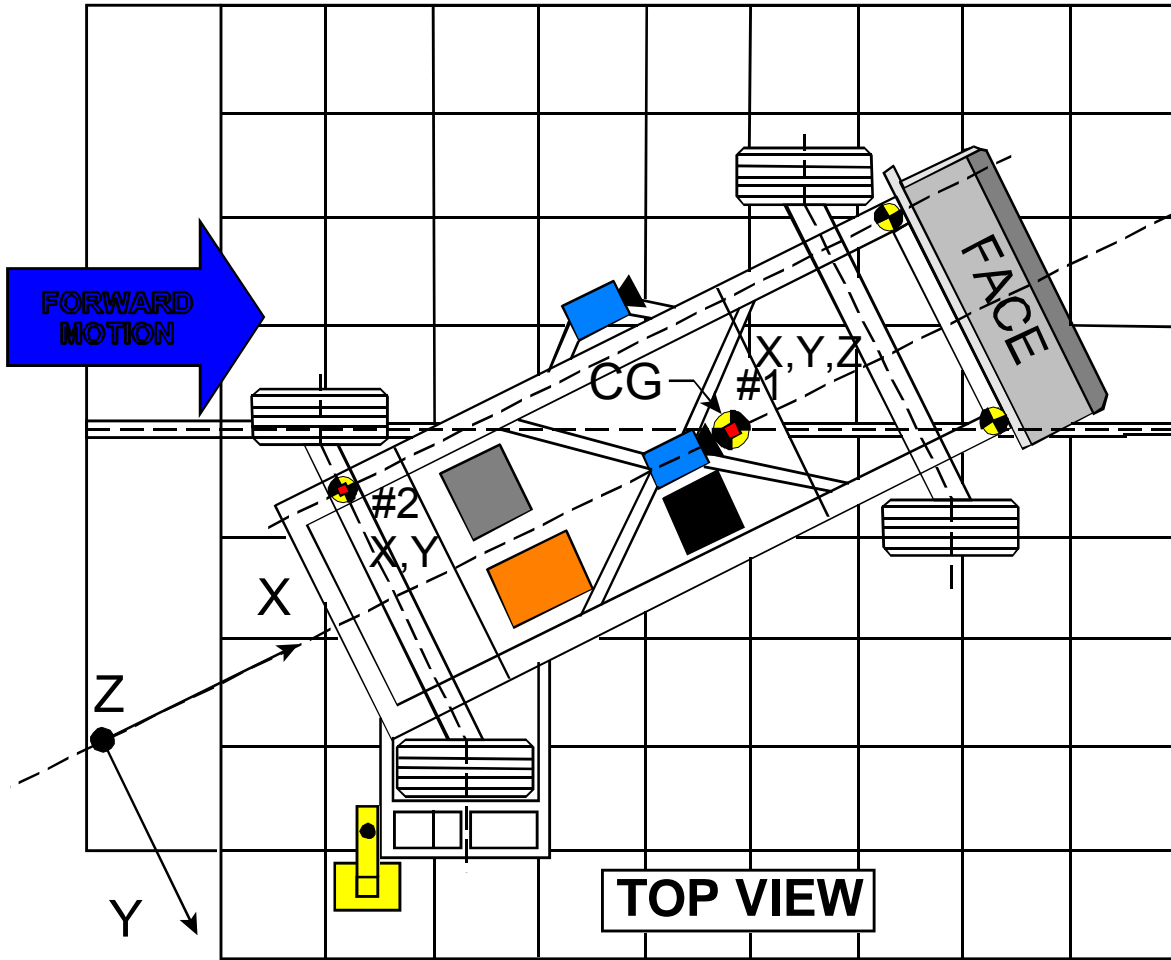 FACE
FORWARD
MOTION
X,Y,Z
CG
#1
#2
X,Y
X
Z
Y
TOP VIEW